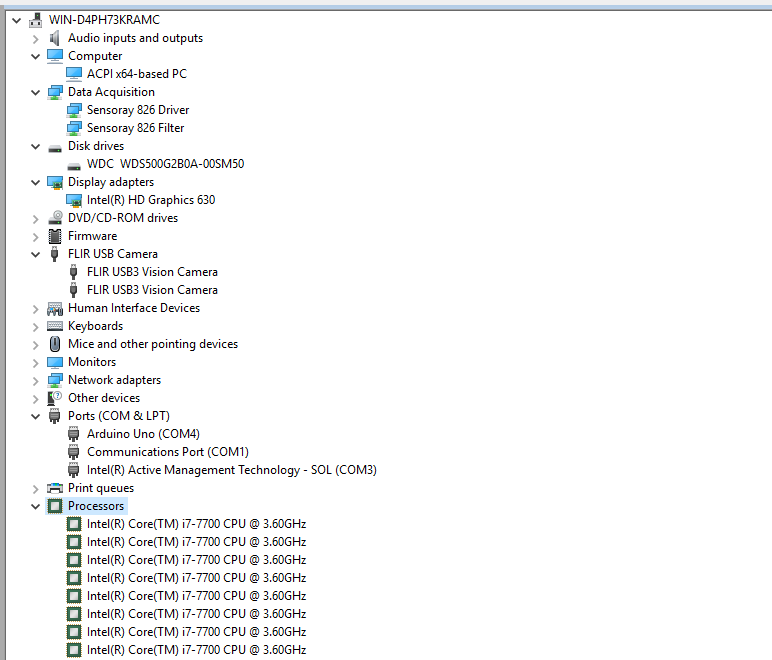 WIN-D4PH73KRAMC
Audio inputs and outputs
Computer
ACPI x64-based PC
Data Acquisition
Sensoray 826 Driver
Sensoray 826 Filter
Disk drives
WDC  WDS500G2B0A-00SM50
Display adapters
Intel(R) HD Graphics 630
DVD/CD-ROM drives
Firmware
FLIR USB Camera
FLIR USB3 Vision Camera
FLIR USB3 Vision Camera
Human Interface Devices
Keyboards
Mice and other pointing devices
Monitors
Network adapters
Other devices
Ports (COM & LPT)
Arduino Uno (COM4)
Communications Port (COM1)
Intel(R) Active Management Technology - SOL (COM3)
Print queues
Processors
Intel(R) Core(TM) i7-7700 CPU @ 3.60GHz
Intel(R) Core(TM) i7-7700 CPU @ 3.60GHz
Intel(R) Core(TM) i7-7700 CPU @ 3.60GHz
Intel(R) Core(TM) i7-7700 CPU @ 3.60GHz
Intel(R) Core(TM) i7-7700 CPU @ 3.60GHz
Intel(R) Core(TM) i7-7700 CPU @ 3.60GHz
Intel(R) Core(TM) i7-7700 CPU @ 3.60GHz
Intel(R) Core(TM) i7-7700 CPU @ 3.60GHz